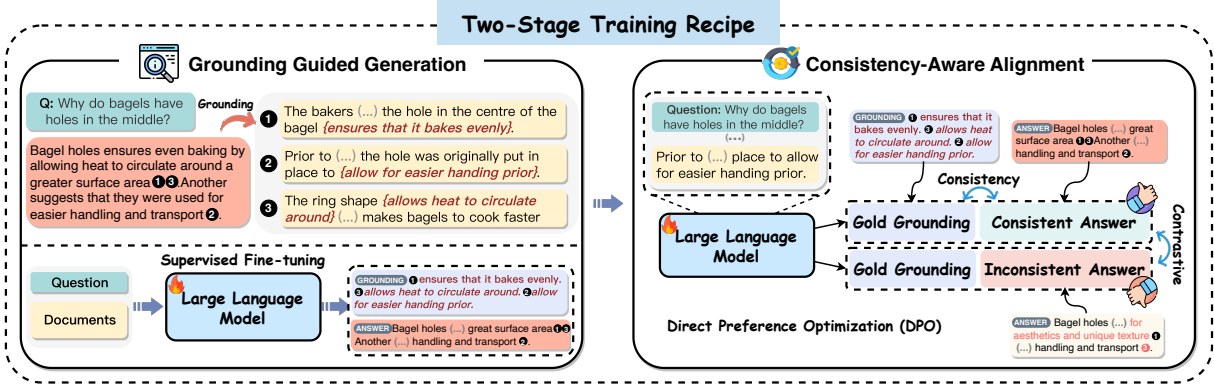 Two-Stage Training Recipe
Grounding Guided Generation
Q: Why do bagels have
holes in the middle?
Grounding
Bagel holes ensures even baking by
allowing heat to circulate around a
greater surface area ❶❸.Another
suggests that they were used for
easier handling and transport ❷.
❶ The bakers (...) the hole in the centre of the
bagel {ensures that it bakes evenly}.
❷ Prior to (...) the hole was originally put in
place to {allow for easier handing prior}.
❸ The ring shape {allows heat to circulate
around} (...) makes bagels to cook faster
Supervised Fine-tuning
Question
Documents
Large Language
Model
GROUNDING ❶ ensures that it bakes evenly.
❸ allows heat to circulate around. ❷ allow
for easier handing prior.
ANSWER Bagel holes (...) great surface area ❶❸
Another (...) handling and transport ❷.
Consistency-Aware Alignment
Question: Why do bagels
have holes in the middle?
(...)
Prior to (...) place to allow
for easier handing prior.
Large Language
Model
GROUNDING ❶ ensures that it
bakes evenly. ❸ allows heat
to circulate around. ❷ allow
for easier handing prior.
ANSWER Bagel holes (...) great
surface area ❶❸Another (...)
handling and transport ❷.
Consistency
Gold Grounding
Consistent Answer
Gold Grounding
Inconsistent Answer
Contrastive
Direct Preference Optimization (DPO)
ANSWER Bagel holes (...) for
aesthetics and unique texture ❶
(...) handling and transport ❸.